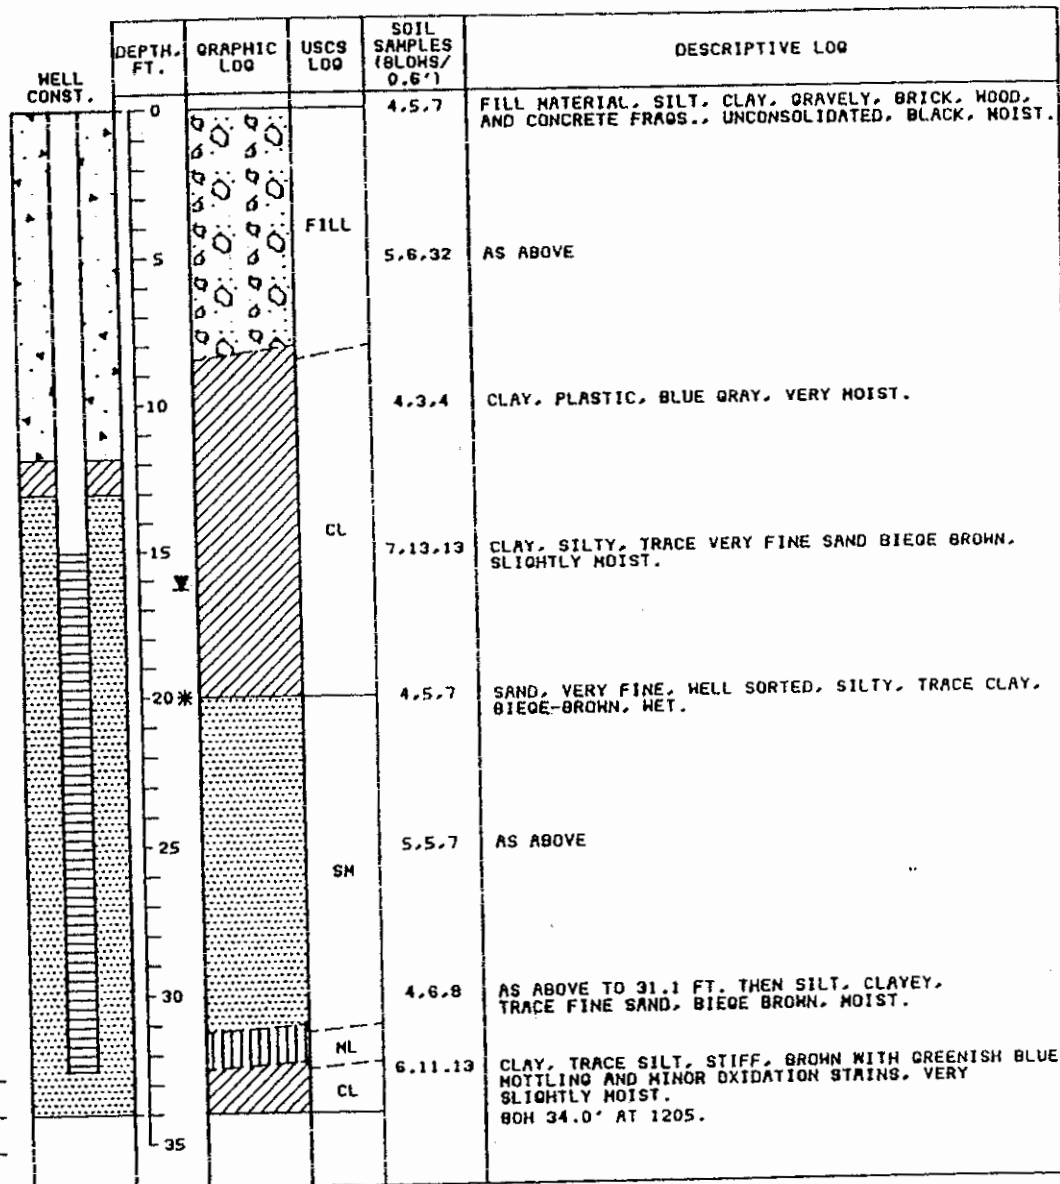 WELL CONST.
DEPTH, FT.
GRAPHIC LOG
USCS LOG
SOIL SAMPLES (BLOWS/ 0.6')
DESCRIPTIVE LOG
0
4.5.7
FILL MATERIAL, SILT, CLAY, GRAVELY, BRICK, WOOD,
AND CONCRETE FRAGS., UNCONSOLIDATED, BLACK, MOIST.
FILL
5
5.6.32
AS ABOVE
10
4.3.4
CLAY, PLASTIC, BLUE GRAY, VERY MOIST.
CL
15
7.13.13
CLAY, SILTY, TRACE VERY FINE SAND BIEGE BROWN,
SLIGHTLY MOIST.
20 *
4.5.7
SAND, VERY FINE, WELL SORTED, SILTY, TRACE CLAY,
BIEGE-BROWN, WET.
25
5.5.7
AS ABOVE
SM
30
4.6.8
AS ABOVE TO 31.1 FT. THEN SILT, CLAYEY,
TRACE FINE SAND, BIEGE BROWN, MOIST.
ML
6.11.13
CLAY, TRACE SILT, STIFF, BROWN WITH GREENISH BLUE
MOTTLING AND MINOR OXIDATION STAINS, VERY
SLIGHTLY MOIST.
CL
BOH 34.0' AT 1205.
35